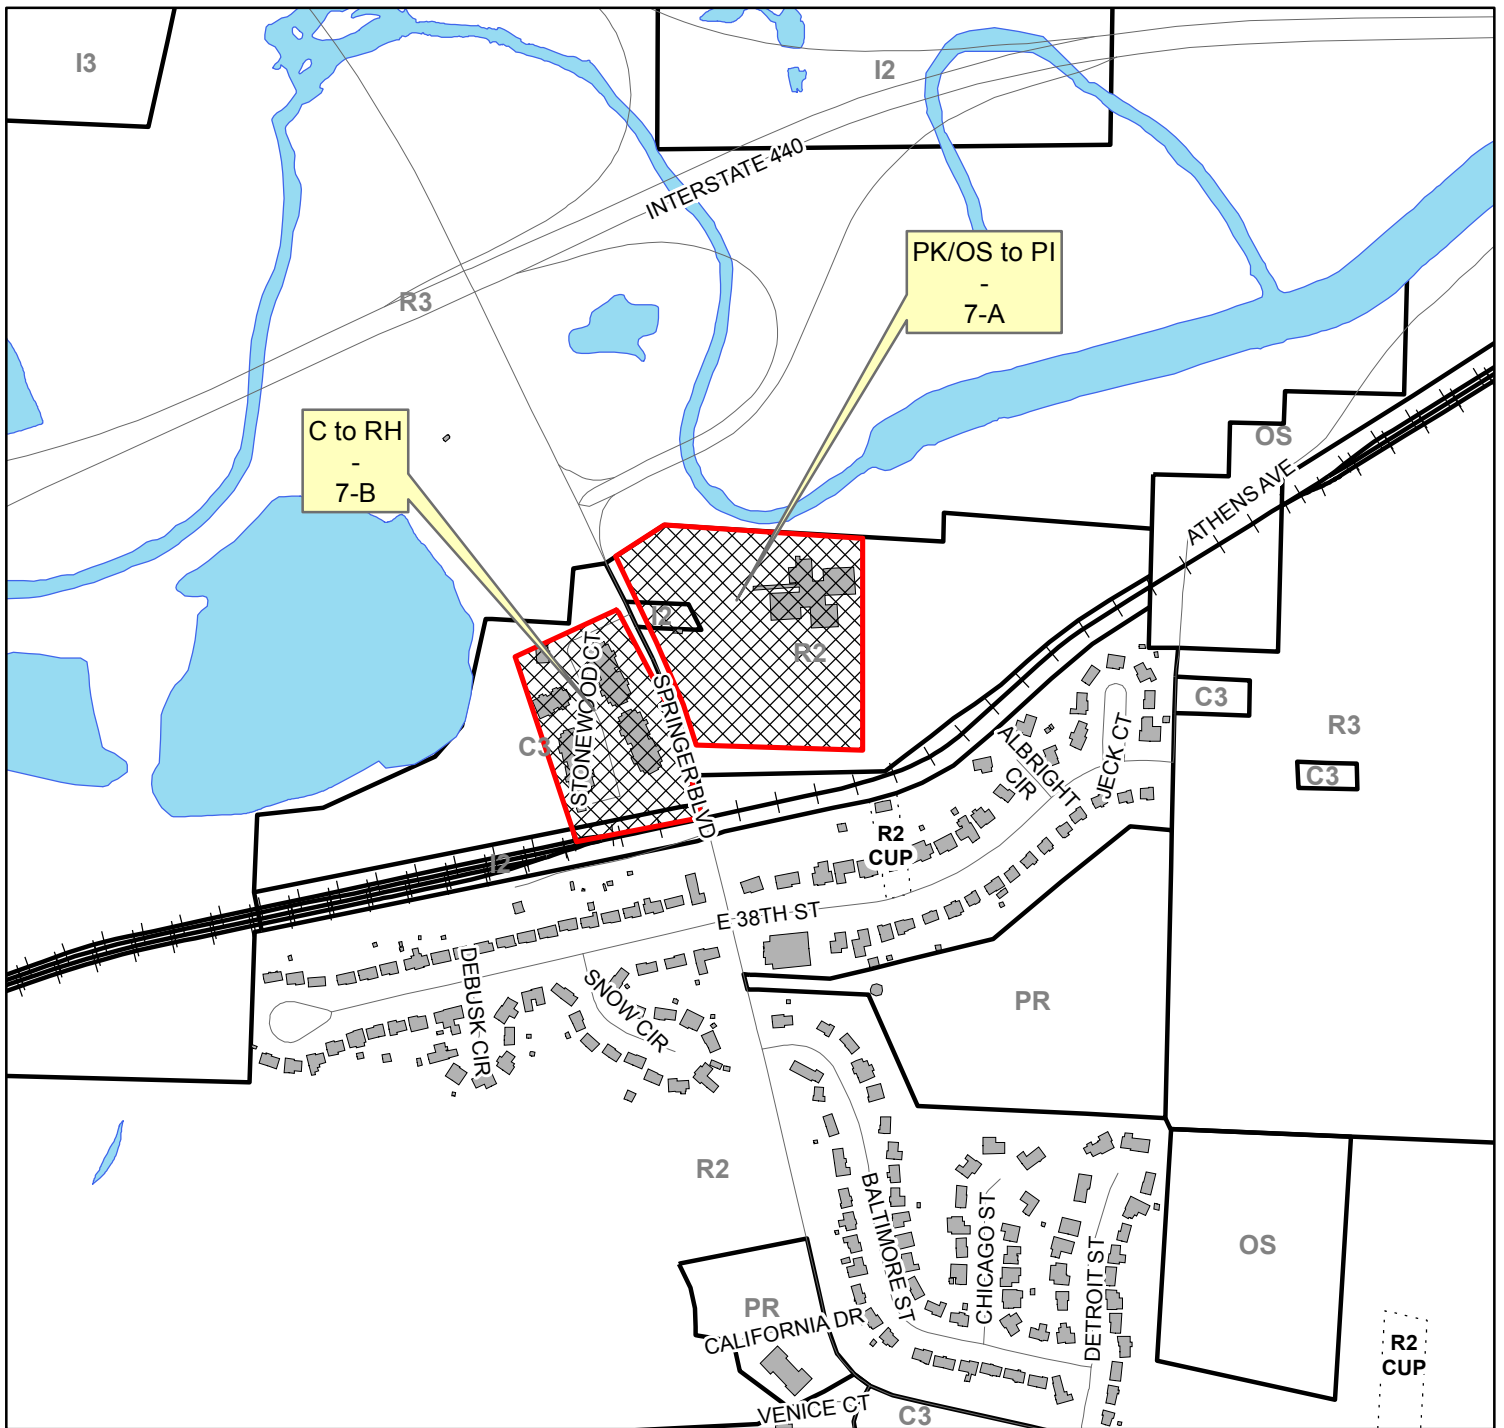 I3
I2
INTERSTATE 440
PK/OS to PI
-
7-A
R3
C to RH
-
7-B
OS
ATHENS AVE
I2
R2
STONEWOOD CT
SPRINGER BLVD
C3
C3
R3
C3
ALBRIGHT
CIR
JECK CT
R2
CUP
I2
E 38TH ST
DEBUSK CIR
SNOW CIR
PR
R2
BALTIMORE ST
CHICAGO ST
DETROIT ST
OS
PR
CALIFORNIA DR
R2
CUP
VENICE CT
C3